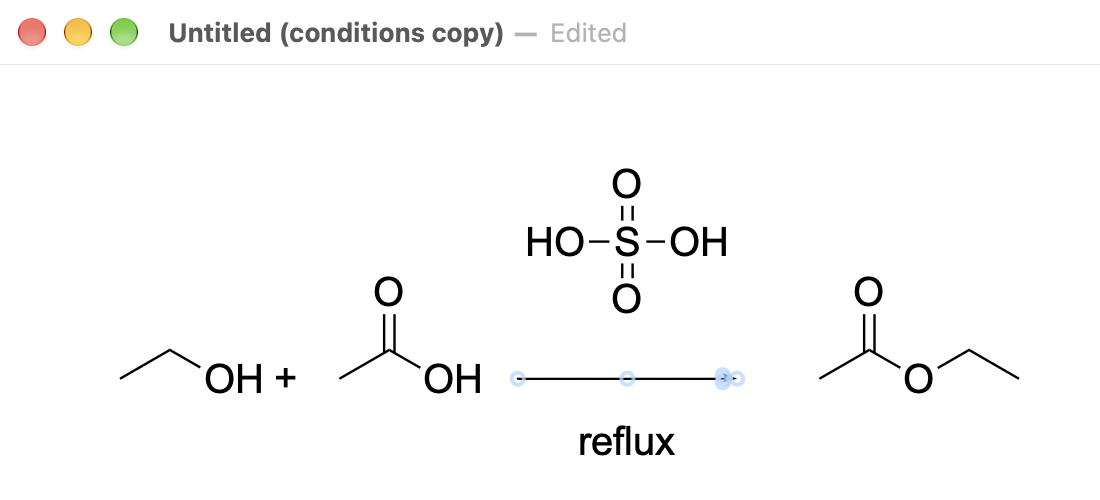 Untitled (conditions copy) — Edited
O
HO–S–OH
O
O
OH +
OH
reflux
O
O